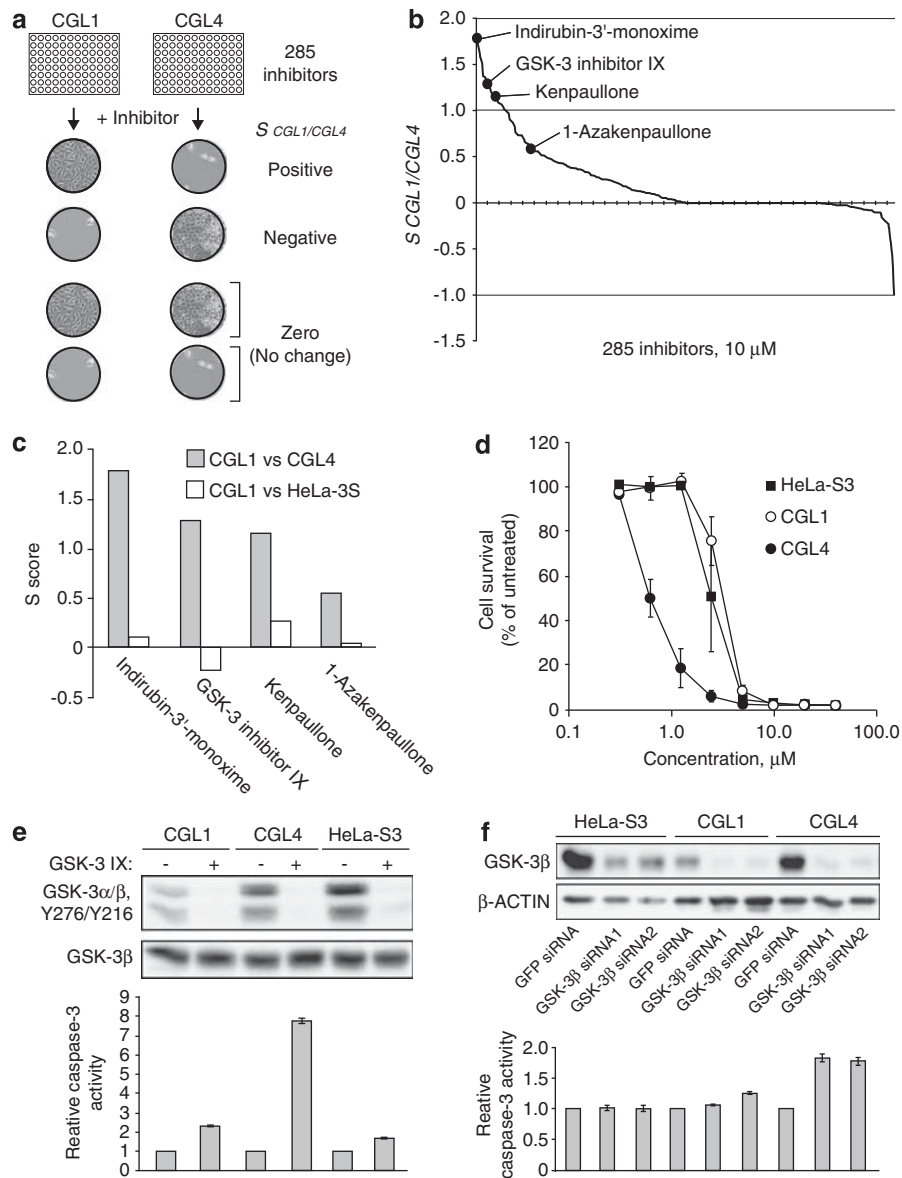 a
CGL1 CGL4
285
inhibitors
+ Inhibitor
S CGL1/CGL4
Positive
Negative
Zero
(No change)
b
S CGL1/CGL4
2.0
1.5
1.0
0.5
0
-0.5
-1.0
-1.5
Indirubin-3'-monoxime
GSK-3 inhibitor IX
Kenpaullone
1-Azakenpaullone
285 inhibitors, 10 μM
c
S score
2.0
1.5
1.0
0.5
0
-0.5
CGL1 vs CGL4
CGL1 vs HeLa-3S
Indirubin-3'-monoxime
GSK-3 inhibitor IX
Kenpaullone
1-Azakenpaullone
d
Cell survival
(% of untreated)
120
100
80
60
40
20
0
HeLa-S3
CGL1
CGL4
0.1 1.0 10.0 100.0
Concentration, μM
e
CGL1 CGL4 HeLa-S3
GSK-3 IX: - + - + - +
GSK-3α/β,
Y276/Y216
GSK-3β
Reative caspase-3
activity
9
8
7
6
5
4
3
2
1
0
f
HeLa-S3 CGL1 CGL4
GSK-3β
β-ACTIN
GFP siRNA
GSK-3β siRNA1
GSK-3β siRNA2
GFP siRNA
GSK-3β siRNA1
GSK-3β siRNA2
GFP siRNA
GSK-3β siRNA1
GSK-3β siRNA2
Reative
caspase-3 activity
2.0
1.5
1.0
0.5
0